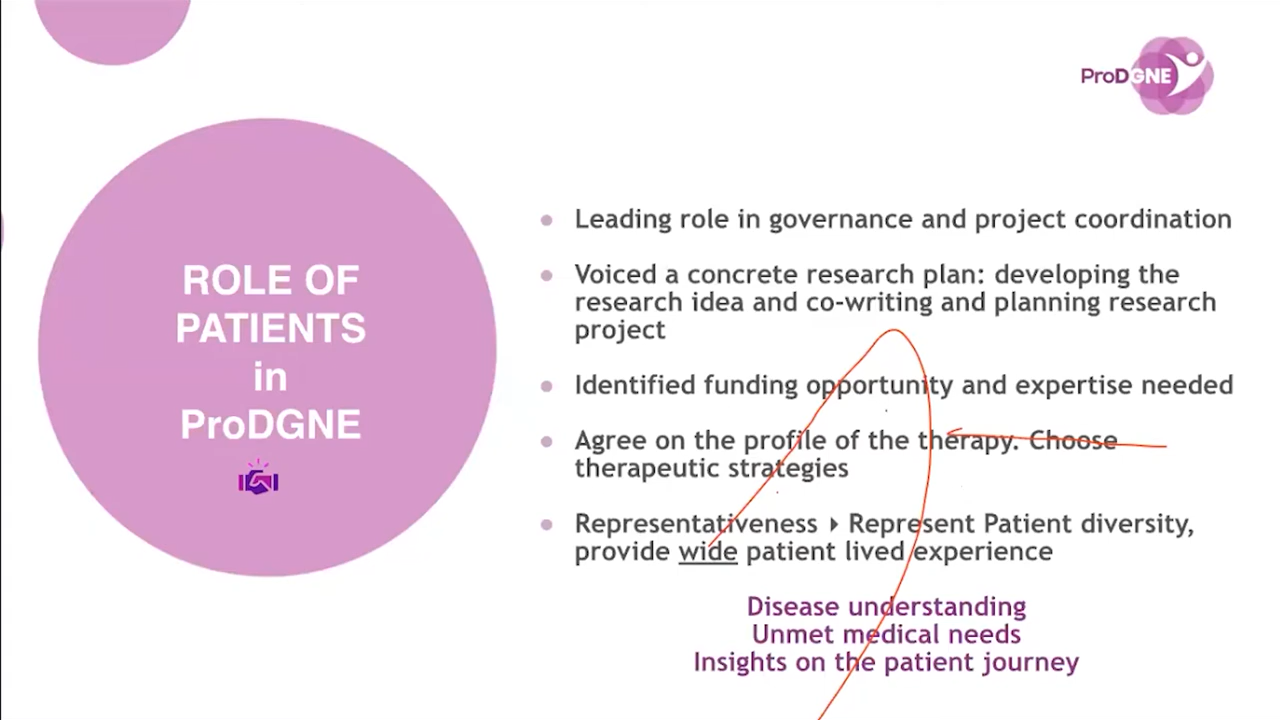 ProDGNE
ROLE OF
PATIENTS
in
ProDGNE
Leading role in governance and project coordination
Voiced a concrete research plan: developing the
research idea and co-writing and planning research
project
Identified funding opportunity and expertise needed
Agree on the profile of the therapy. Choose
therapeutic strategies
Representativeness ▸ Represent Patient diversity,
provide wide patient lived experience
Disease understanding
Unmet medical needs
Insights on the patient journey